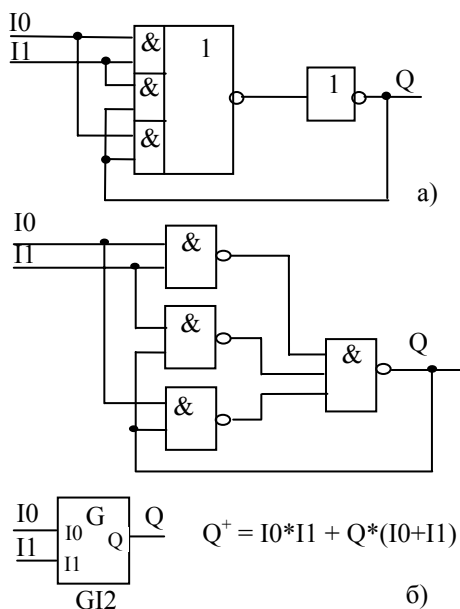 I0
I1
&
1
&
&
1
Q
а)
I0
I1
&
&
&
&
Q
I0
I1
I0
I1
G
Q
Q
Q⁺ = I0*I1 + Q*(I0+I1)
GI2
б)